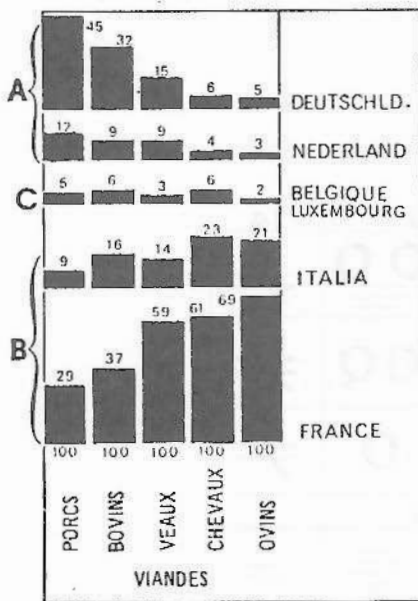 45 32 15 6 5 DEUTSCHLD.
A
12 9 9 4 3 NEDERLAND
C 5 6 3 6 2 BELGIQUE
LUXEMBOURG
9 16 14 23 21 ITALIA
B
29 37 59 61 69 FRANCE
100 100 100 100 100
PORCS
BOVINS
VEAUX
CHEVAUX
OVINS
VIANDES